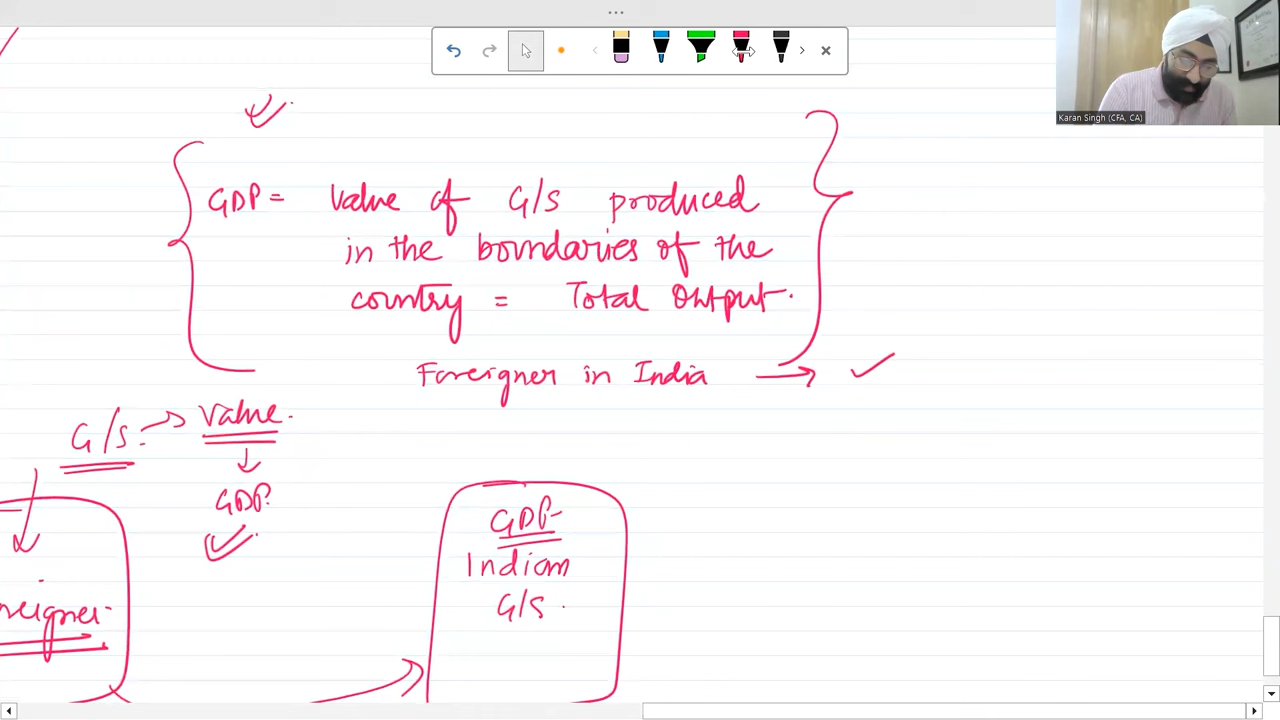 Karan Singh (CFA, CA)
GDP = Value of G/S produced
in the boundaries of the
country = Total Output.
Foreigner in India → ✓
G/S. → Value.
↓
GDP.
GDP-
Indian
G/S.